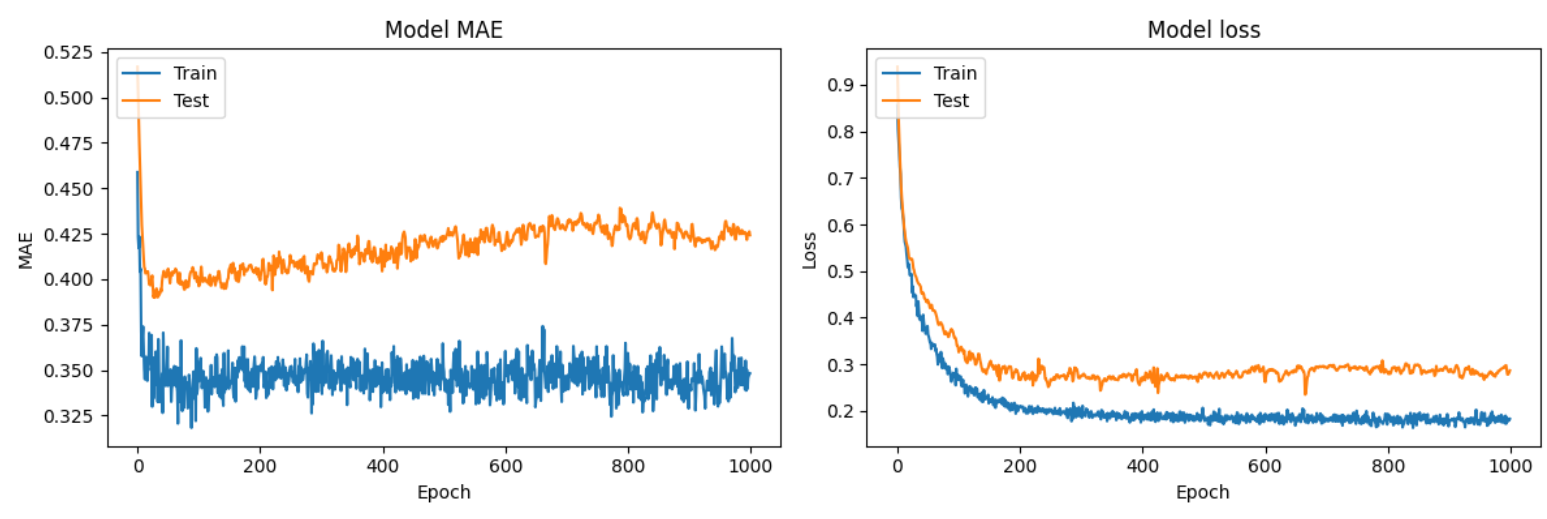 Model MAE
0.525
0.500
0.475
0.450
0.425
0.400
0.375
0.350
0.325
MAE
Train
Test
0 200 400 600 800 1000
Epoch
Model loss
0.9
0.8
0.7
0.6
0.5
0.4
0.3
0.2
Loss
Train
Test
0 200 400 600 800 1000
Epoch